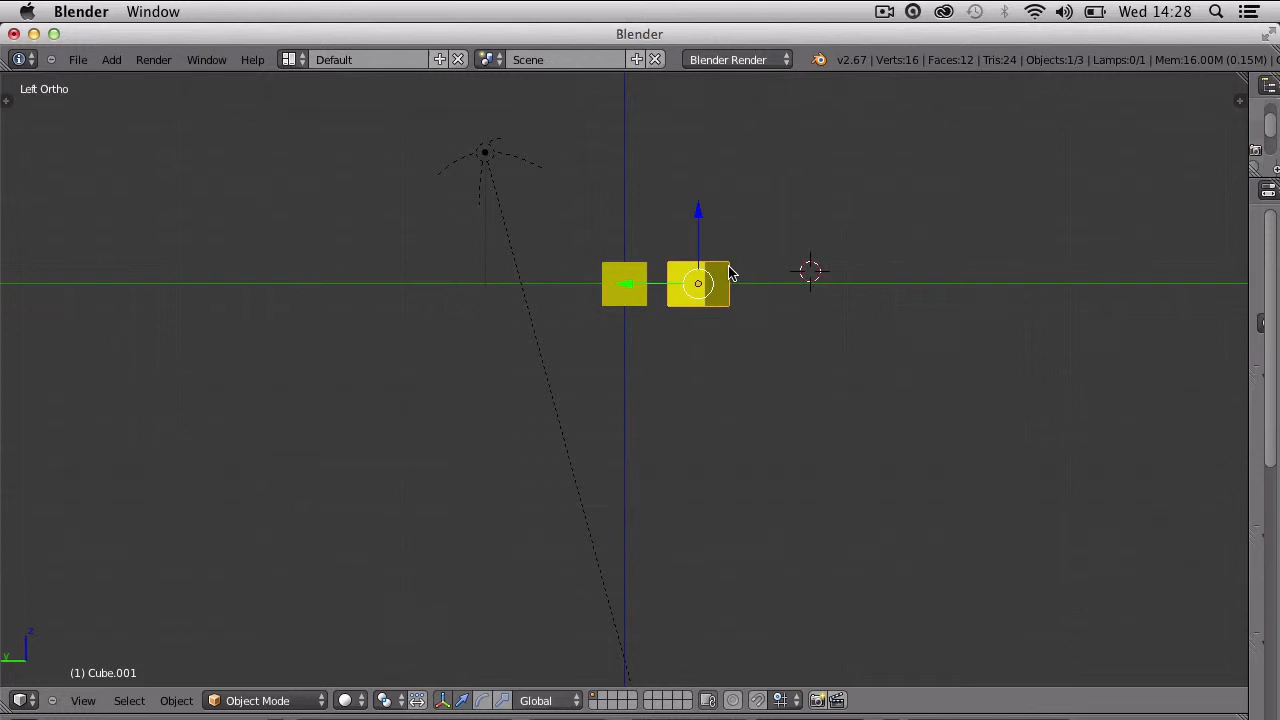 Blender Window Wed 14:28
Blender
File Add Render Window Help Default Scene Blender Render v2.67 | Verts:16 | Faces:12 | Tris:24 | Objects:1/3 | Lamps:0/1 | Mem:16.00M (0.15M) |
Left Ortho
z
y
(1) Cube.001
View Select Object Object Mode Global